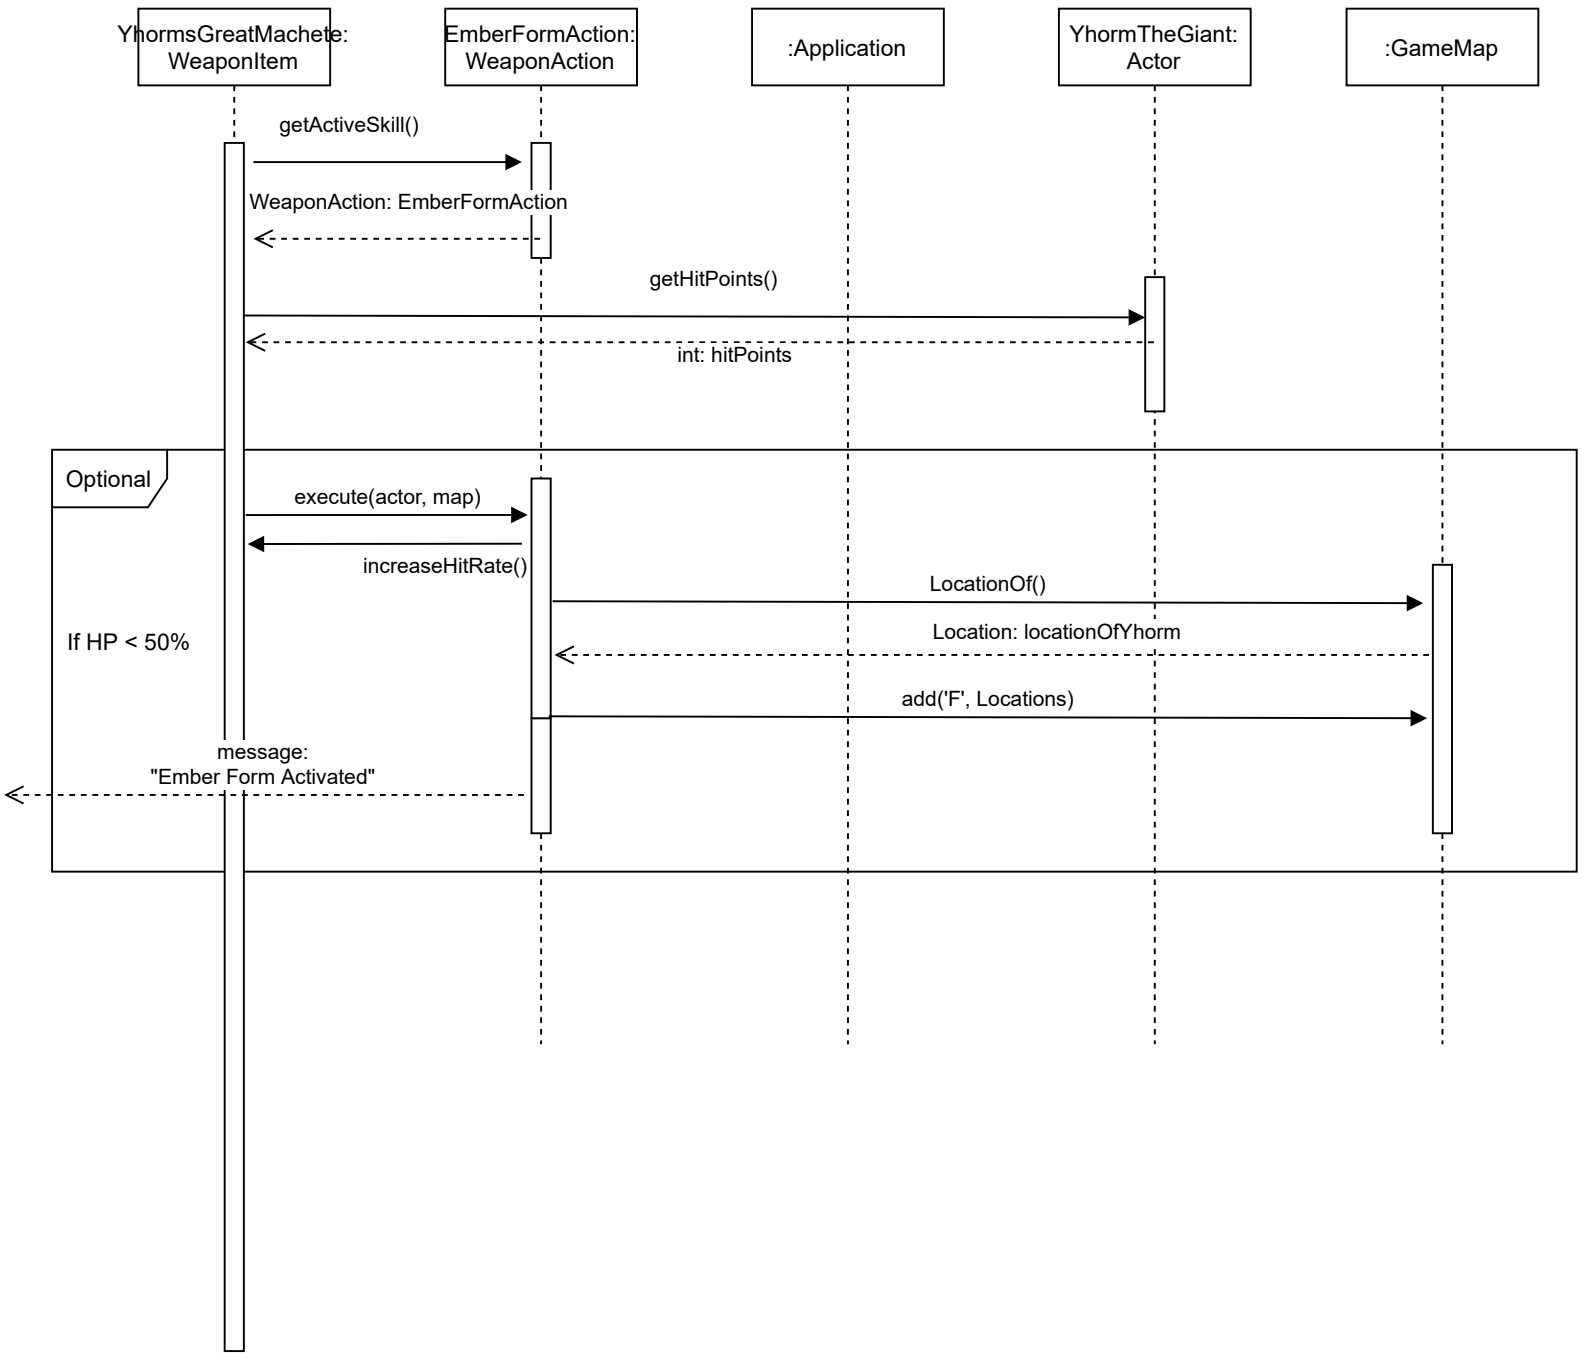 YhormsGreatMachete:
WeaponItem
EmberFormAction:
WeaponAction
:Application
YhormTheGiant:
Actor
:GameMap
getActiveSkill()
WeaponAction: EmberFormAction
getHitPoints()
int: hitPoints
Optional
execute(actor, map)
increaseHitRate()
LocationOf()
If HP < 50%
Location: locationOfYhorm
add('F', Locations)
message:
"Ember Form Activated"